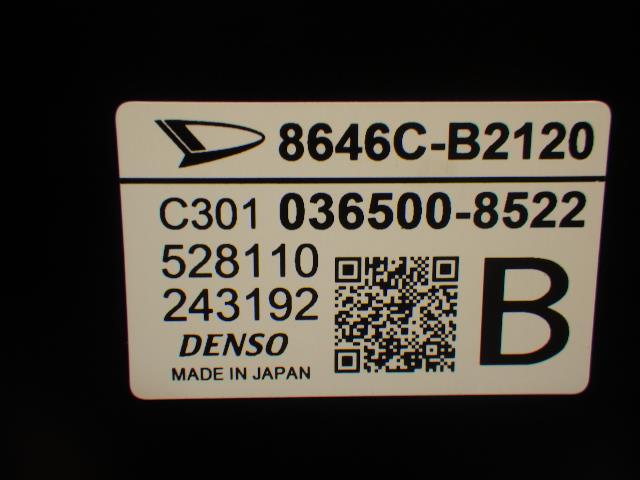 8646C-B2120
C301 036500-8522
528110
243192
B
DENSO
MADE IN JAPAN